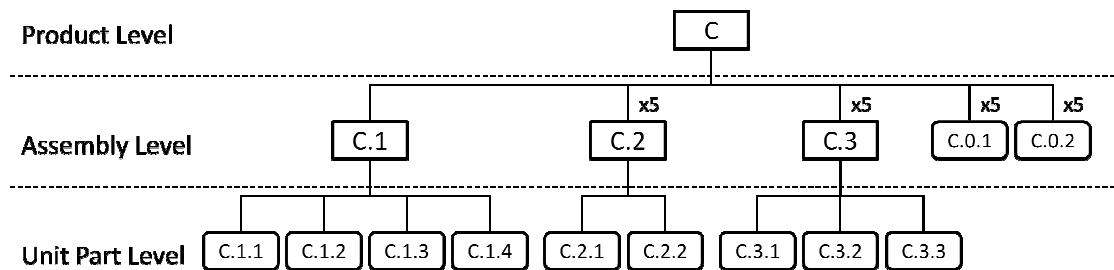 Product Level
C
x5
x5
x5
x5
Assembly Level
C.1
C.2
C.3
C.0.1
C.0.2
Unit Part Level
C.1.1
C.1.2
C.1.3
C.1.4
C.2.1
C.2.2
C.3.1
C.3.2
C.3.3